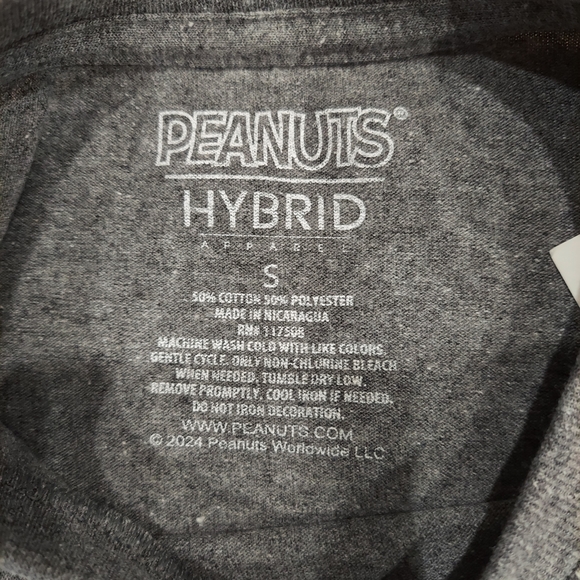 PEANUTS®
HYBRID
APPAREL
S
50% COTTON 50% POLYESTER
MADE IN NICARAGUA
RN# 117508
MACHINE WASH COLD WITH LIKE COLORS,
GENTLE CYCLE. ONLY NON-CHLORINE BLEACH
WHEN NEEDED. TUMBLE DRY LOW.
REMOVE PROMPTLY. COOL IRON IF NEEDED.
DO NOT IRON DECORATION.
WWW.PEANUTS.COM
© 2024 Peanuts Worldwide LLC